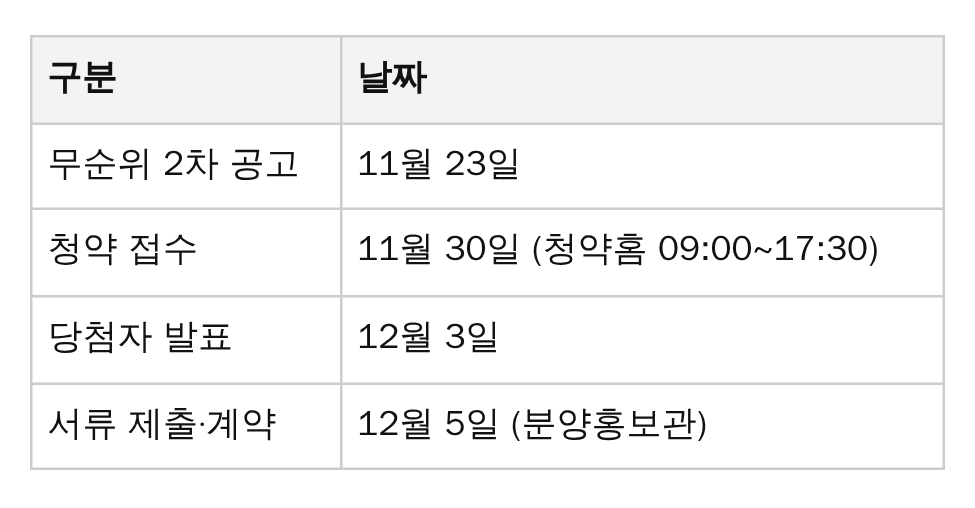 구분 날짜
무순위 2차 공고 11월 23일
청약 접수 11월 30일 (청약홈 09:00~17:30)
당첨자 발표 12월 3일
서류 제출·계약 12월 5일 (분양홍보관)